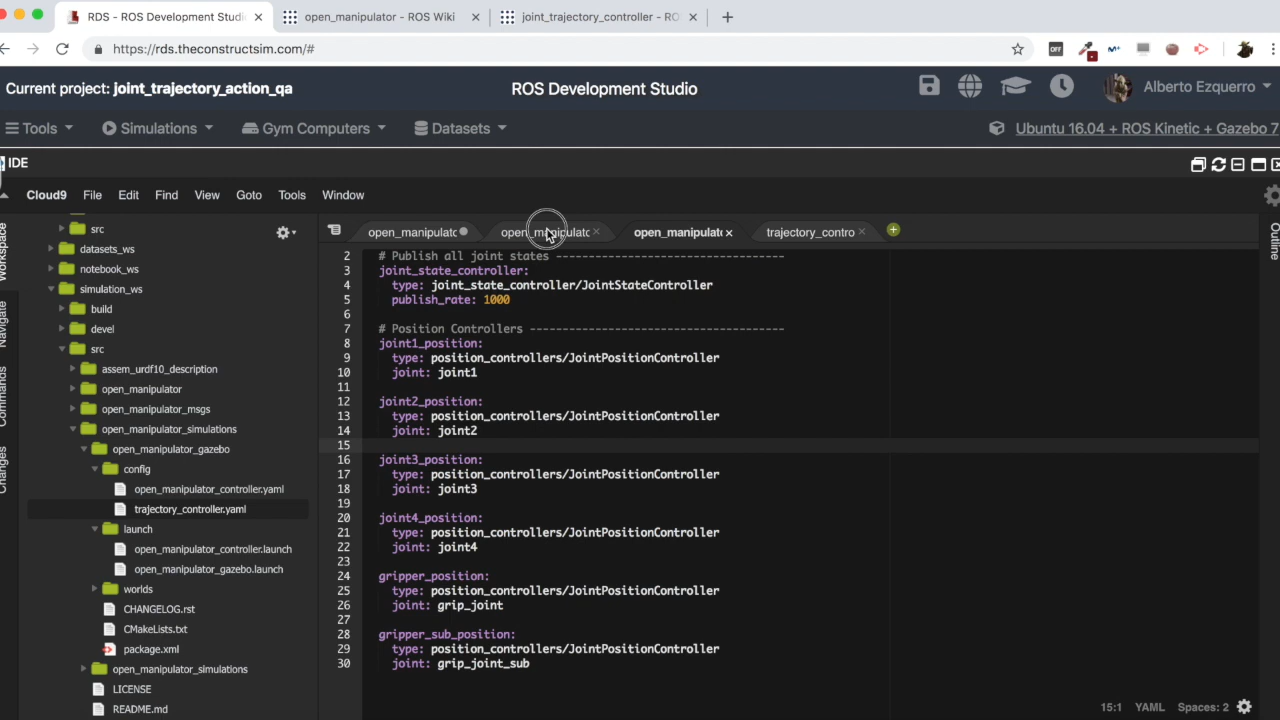 RDS - ROS Development Studi
open_manipulator - ROS Wiki
joint_trajectory_controller - RO
https://rds.theconstructsim.com/#
OFF
Current project: joint_trajectory_action_qa
ROS Development Studio
Alberto Ezquerro
Tools
Simulations
Gym Computers
Datasets
Ubuntu 16.04 + ROS Kinetic + Gazebo 7
IDE
Cloud9 File Edit Find View Goto Tools Window
Workspace
Navigate
Commands
Changes
Outline
src
datasets_ws
notebook_ws
simulation_ws
build
devel
src
assem_urdf10_description
open_manipulator
open_manipulator_msgs
open_manipulator_simulations
open_manipulator_gazebo
config
open_manipulator_controller.yaml
trajectory_controller.yaml
launch
open_manipulator_controller.launch
open_manipulator_gazebo.launch
worlds
CHANGELOG.rst
CMakeLists.txt
package.xml
open_manipulator_simulations
LICENSE
README.md
open_manipulatc
open_manipulatc
open_manipulatc
trajectory_contro
2 # Publish all joint states -----------------------------------
3 joint_state_controller:
4 type: joint_state_controller/JointStateController
5 publish_rate: 1000
6
7 # Position Controllers ---------------------------------------
8 joint1_position:
9 type: position_controllers/JointPositionController
10 joint: joint1
11
12 joint2_position:
13 type: position_controllers/JointPositionController
14 joint: joint2
15
16 joint3_position:
17 type: position_controllers/JointPositionController
18 joint: joint3
19
20 joint4_position:
21 type: position_controllers/JointPositionController
22 joint: joint4
23
24 gripper_position:
25 type: position_controllers/JointPositionController
26 joint: grip_joint
27
28 gripper_sub_position:
29 type: position_controllers/JointPositionController
30 joint: grip_joint_sub
15:1 YAML Spaces: 2